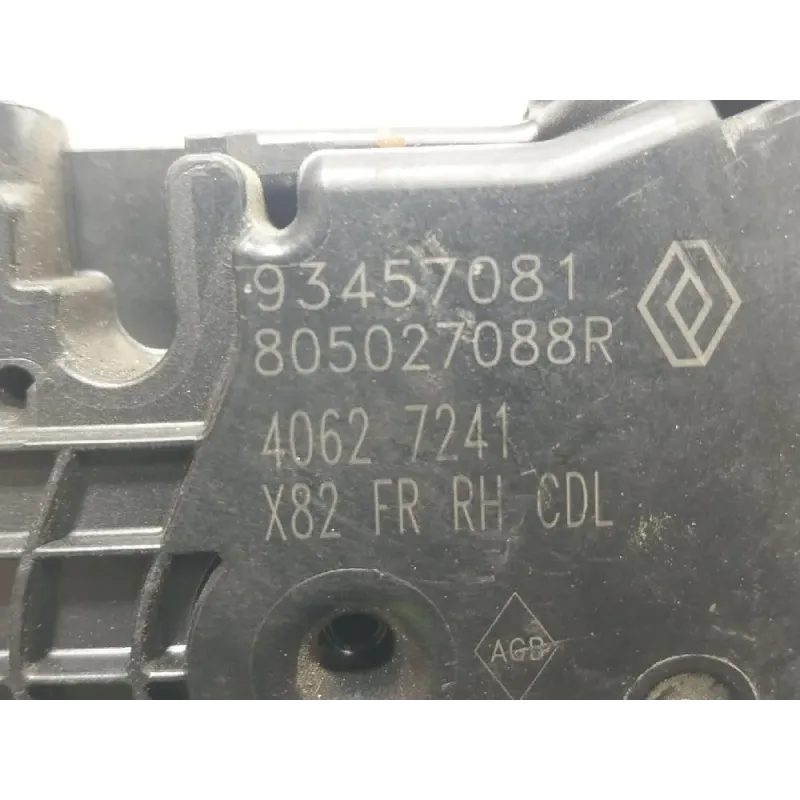 93457081
805027088R
4062 7241
X82 FR RH CDL
AGB